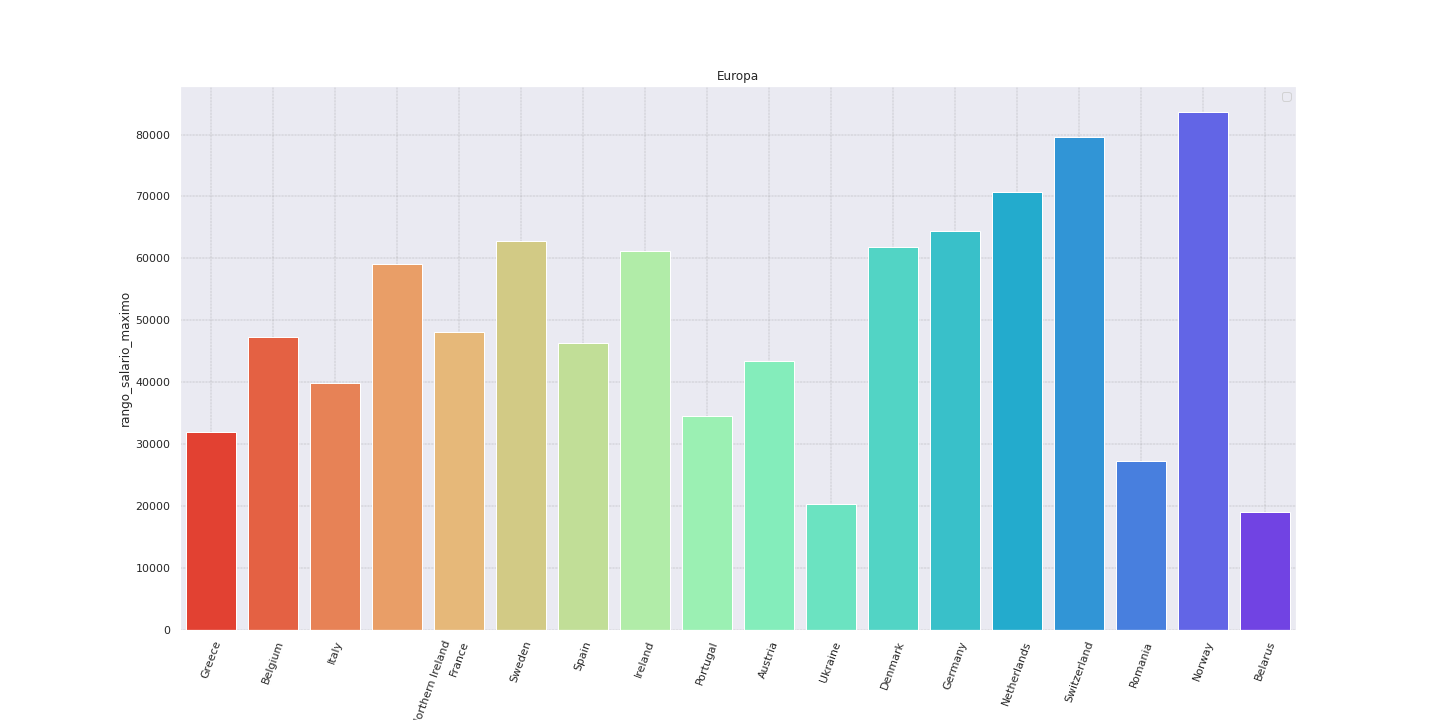 Europa
rango_salario_maximo
80000
70000
60000
50000
40000
30000
20000
10000
0
Greece
Belgium
Italy
Ireland
France
Sweden
Spain
Ireland
Portugal
Austria
Ukraine
Denmark
Germany
Netherlands
Switzerland
Romania
Norway
Belarus